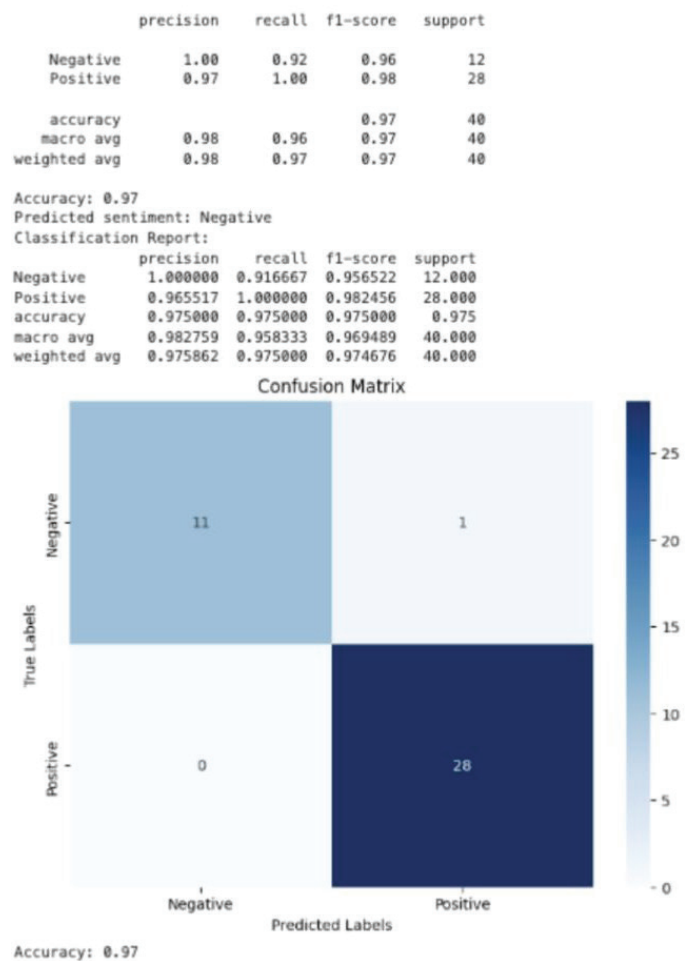 precision recall f1-score support
Negative 1.00 0.92 0.96 12
Positive 0.97 1.00 0.98 28
accuracy 0.97 40
macro avg 0.98 0.96 0.97 40
weighted avg 0.98 0.97 0.97 40
Accuracy: 0.97
Predicted sentiment: Negative
Classification Report:
precision recall f1-score support
Negative 1.000000 0.916667 0.956522 12.000
Positive 0.965517 1.000000 0.982456 28.000
accuracy 0.975000 0.975000 0.975000 0.975
macro avg 0.982759 0.958333 0.969489 40.000
weighted avg 0.975862 0.975000 0.974676 40.000
Confusion Matrix
Negative
Positive
True Labels
11 1
0 28
Negative Positive
Predicted Labels
25
20
15
10
5
0
Accuracy: 0.97